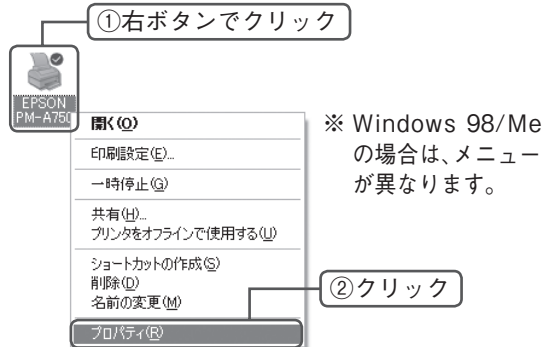 ①右ボタンでクリック
EPSON
PM-A750
開く(O)
印刷設定(E)...
一時停止(G)
共有(H)...
プリンタをオフラインで使用する(U)
ショートカットの作成(S)
削除(D)
名前の変更(M)
プロパティ(R)
※ Windows 98/Me
の場合は、メニュー
が異なります。
②クリック